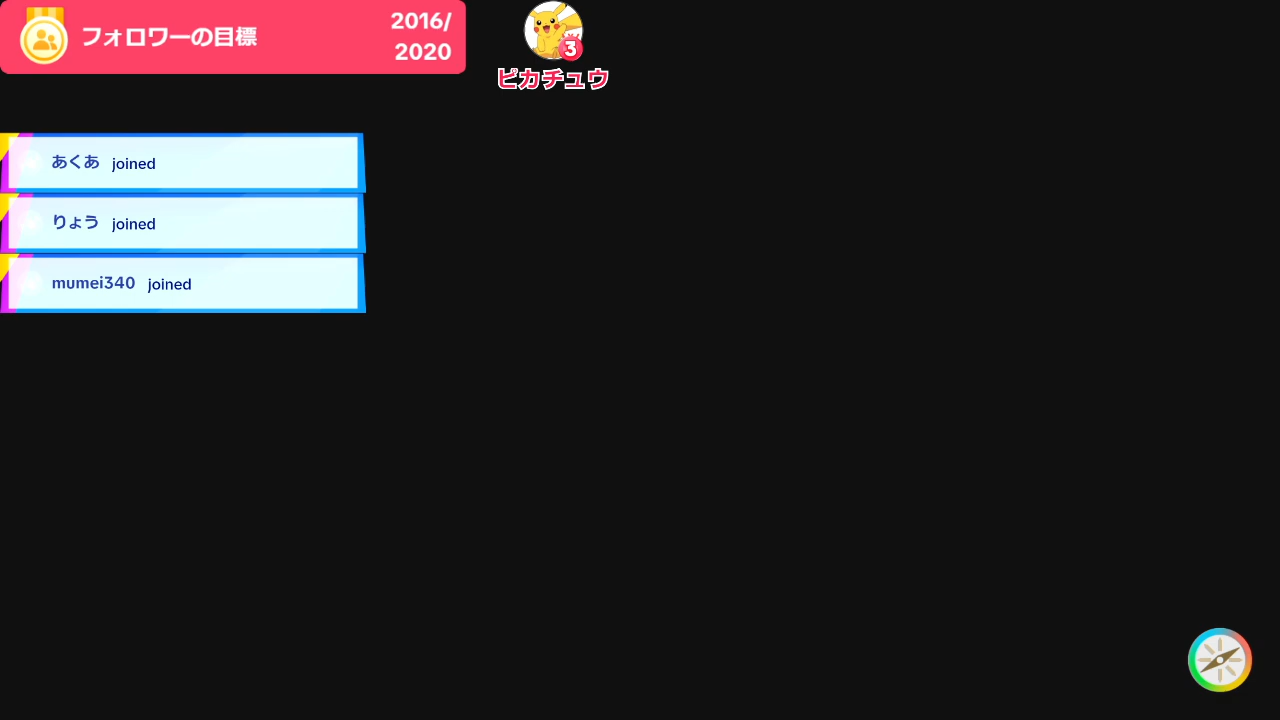 フォロワーの目標
2016/
2020
3
ピカチュウ
あくあ joined
りょう joined
mumei340 joined